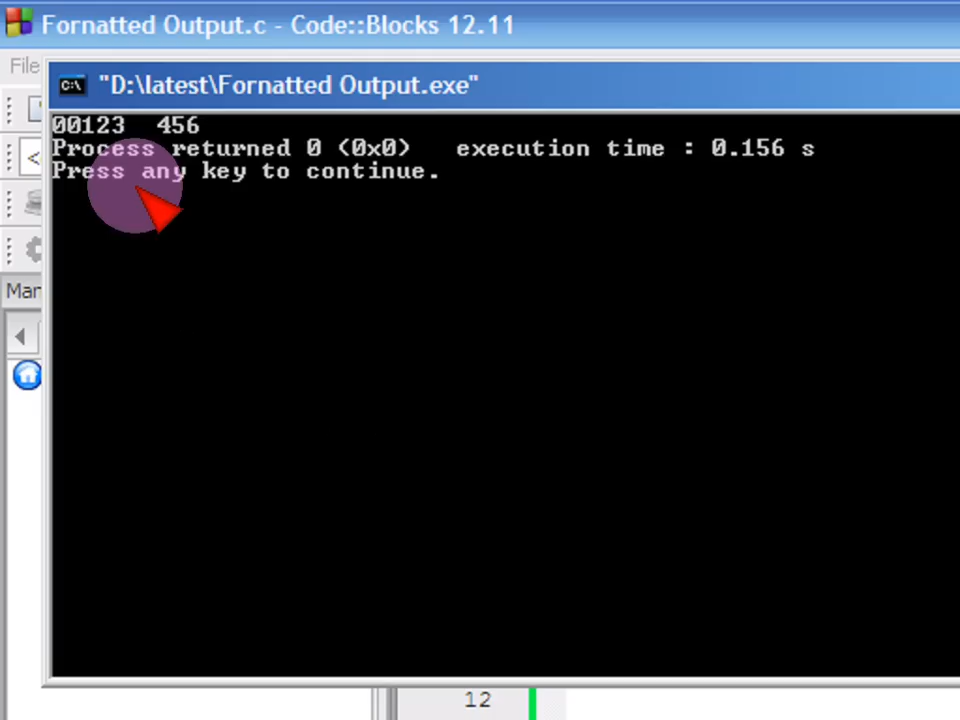 Fornatted Output.c - Code::Blocks 12.11
File
"D:\latest\Fornatted Output.exe"
00123  456
<
Process returned 0 (0x0)   execution time : 0.156 s
Press any key to continue.
Mar
12